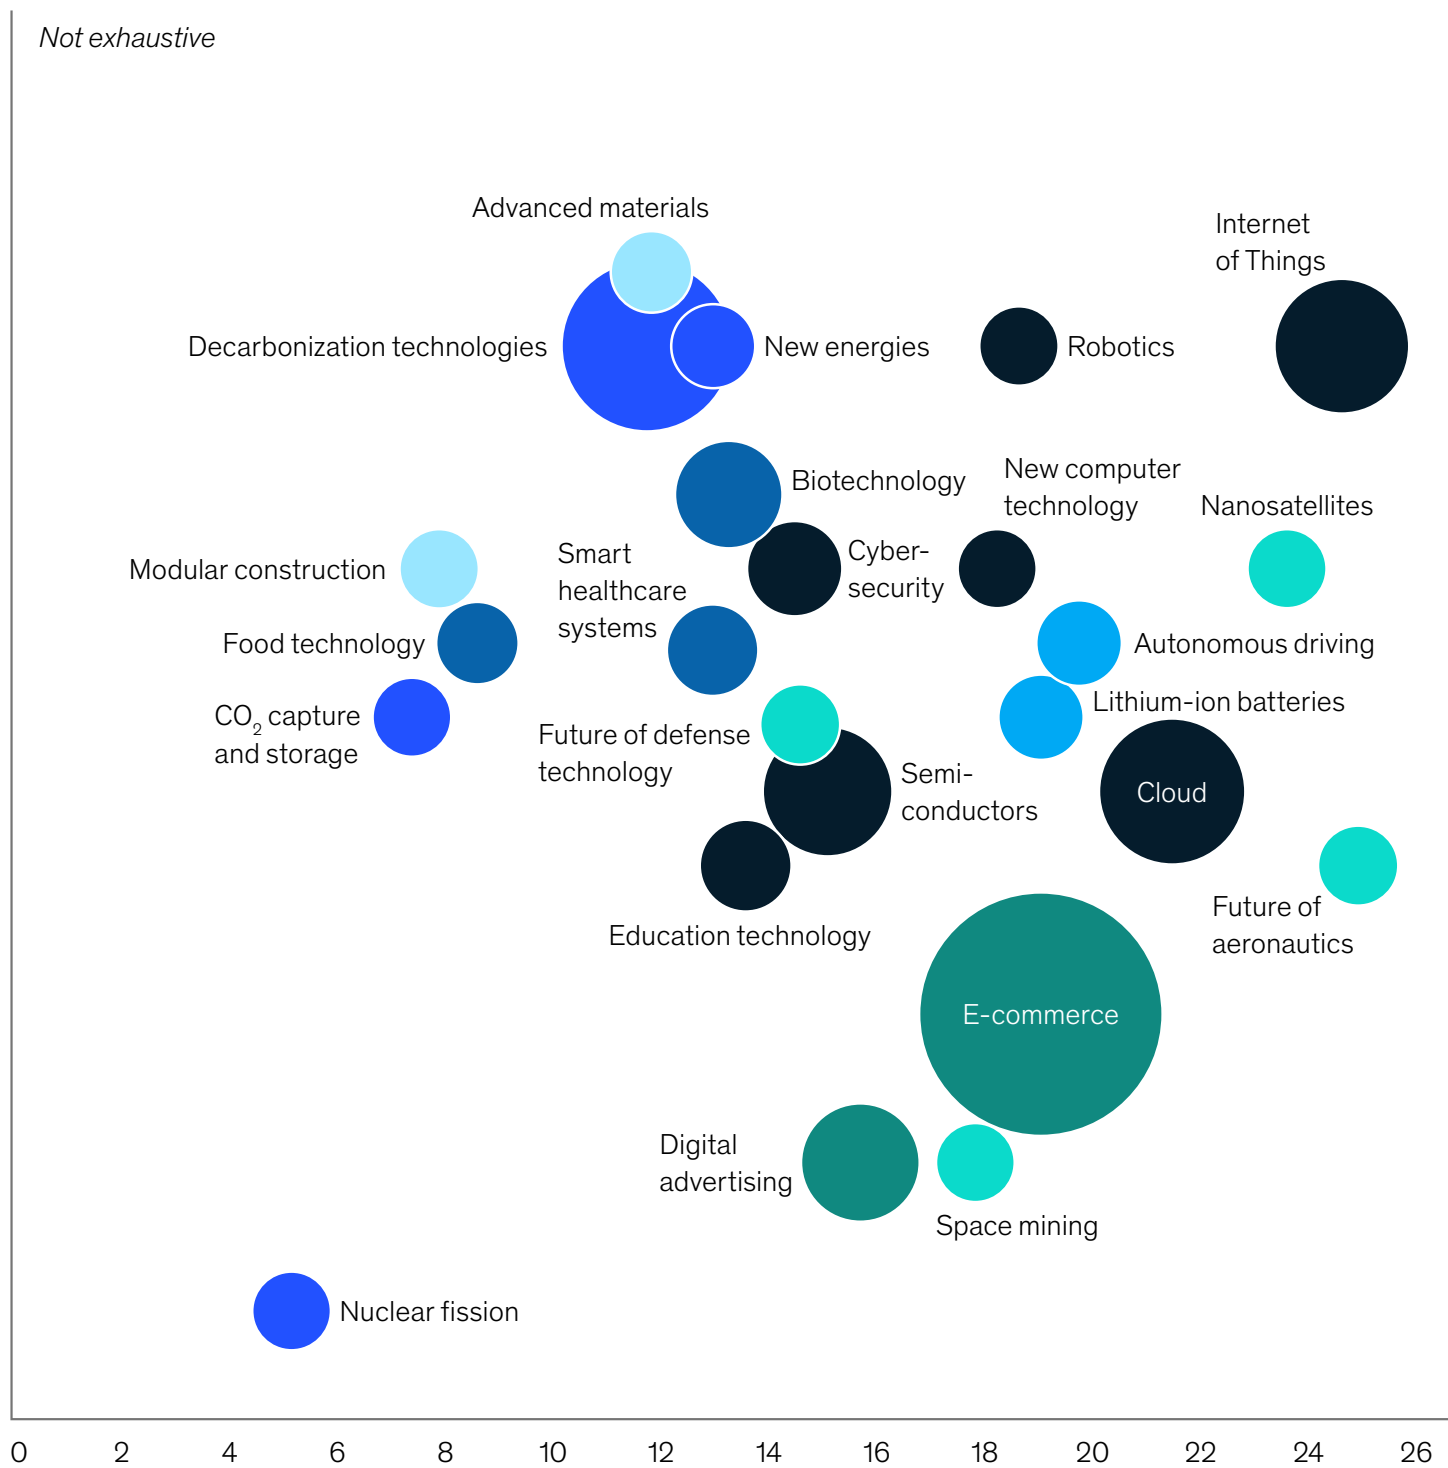 Not exhaustive
Advanced materials
Internet
of Things
Decarbonization technologies
New energies
Robotics
Biotechnology
New computer
technology
Nanosatellites
Modular construction
Smart
healthcare
systems
Cyber-
security
Food technology
Autonomous driving
CO₂ capture
and storage
Lithium-ion batteries
Future of defense
technology
Semi-
conductors
Cloud
Education technology
Future of
aeronautics
E-commerce
Digital
advertising
Space mining
Nuclear fission
0 2 4 6 8 10 12 14 16 18 20 22 24 26